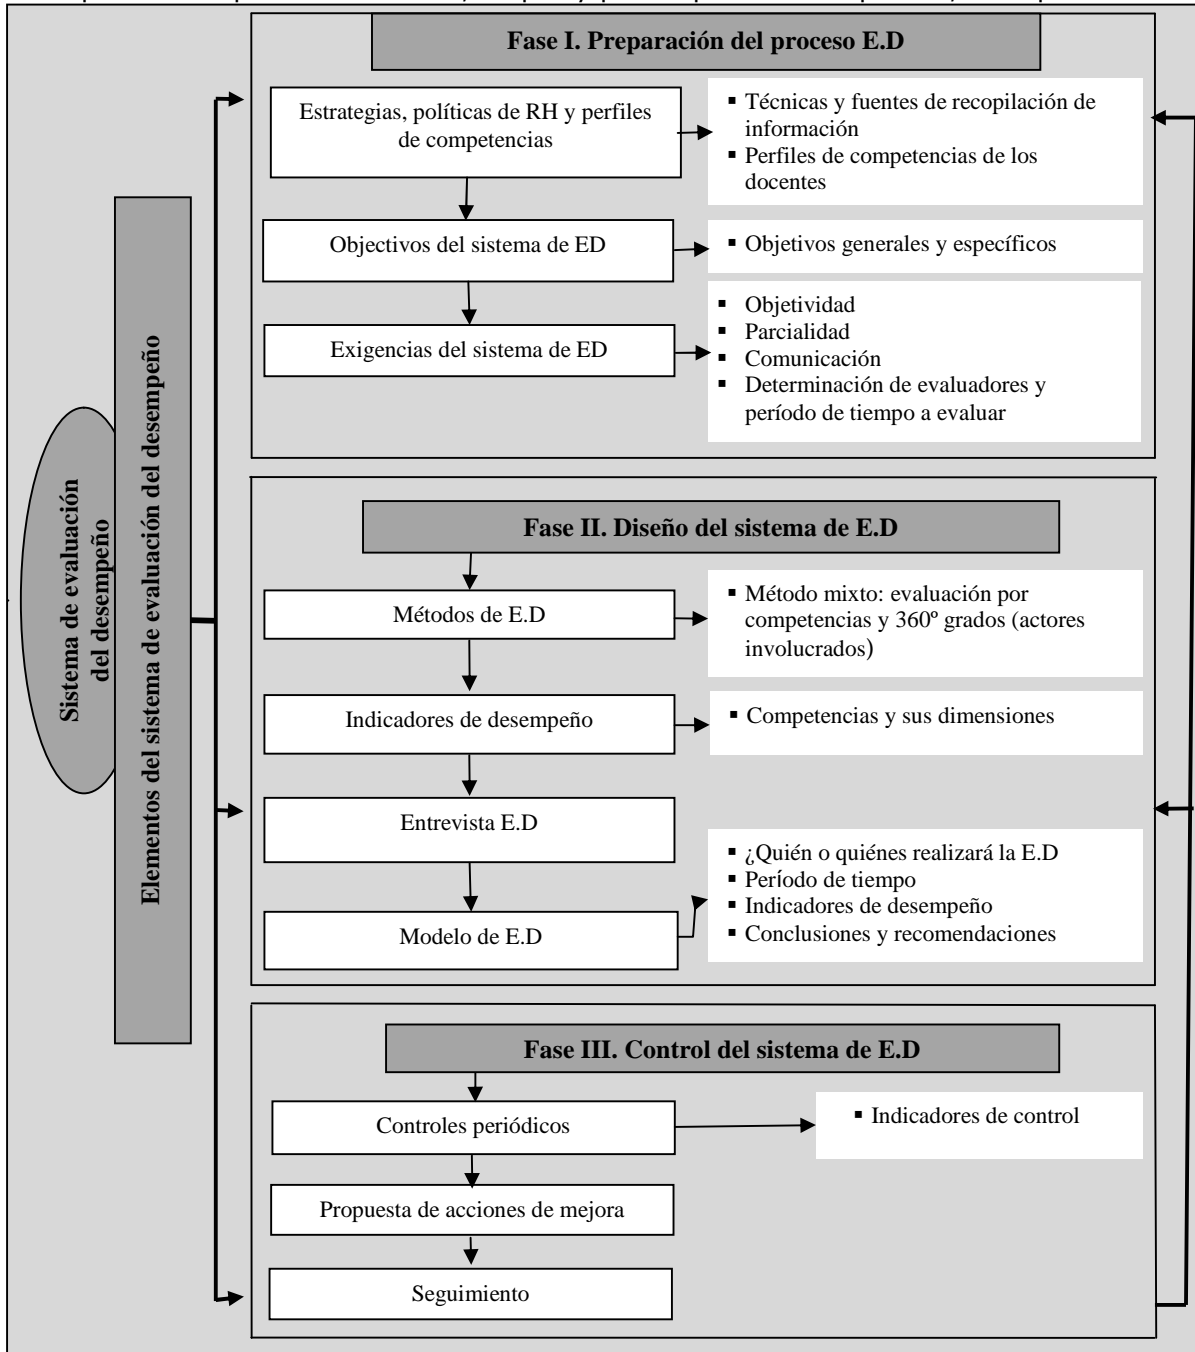 Fase I. Preparación del proceso E.D
Estrategias, políticas de RH y perfiles
de competencias
▪ Técnicas y fuentes de recopilación de
información
▪ Perfiles de competencias de los
docentes
Objectivos del sistema de ED
▪ Objetivos generales y específicos
Exigencias del sistema de ED
▪ Objetividad
▪ Parcialidad
▪ Comunicación
▪ Determinación de evaluadores y
período de tiempo a evaluar
Sistema de evaluación
del desempeño
Elementos del sistema de evaluación del desempeño
Fase II. Diseño del sistema de E.D
Métodos de E.D
▪ Método mixto: evaluación por
competencias y 360º grados (actores
involucrados)
Indicadores de desempeño
▪ Competencias y sus dimensiones
Entrevista E.D
Modelo de E.D
▪ ¿Quién o quiénes realizará la E.D
▪ Período de tiempo
▪ Indicadores de desempeño
▪ Conclusiones y recomendaciones
Fase III. Control del sistema de E.D
Controles periódicos
▪ Indicadores de control
Propuesta de acciones de mejora
Seguimiento